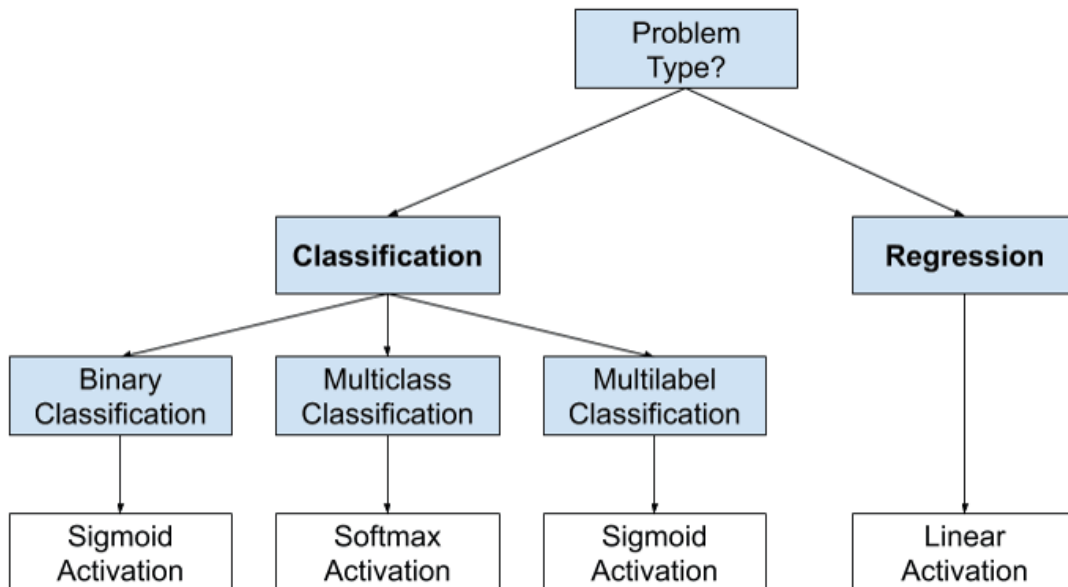 Problem
Type?
Classification
Regression
Binary
Classification
Multiclass
Classification
Multilabel
Classification
Sigmoid
Activation
Softmax
Activation
Sigmoid
Activation
Linear
Activation